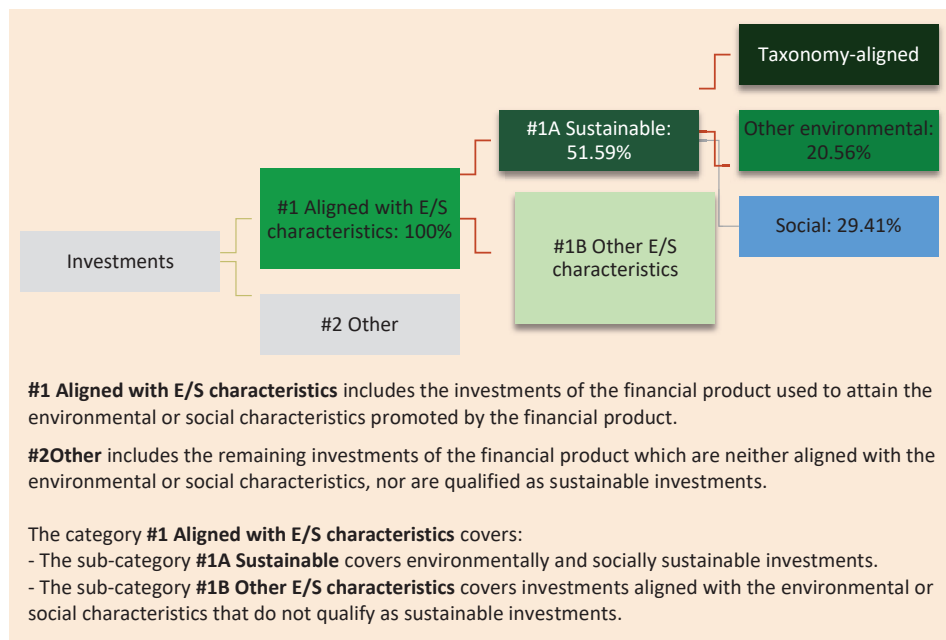 Taxonomy-aligned
#1A Sustainable:
51.59%
Other environmental:
20.56%
#1 Aligned with E/S
characteristics: 100%
Social: 29.41%
#1B Other E/S
characteristics
Investments
#2 Other
#1 Aligned with E/S characteristics includes the investments of the financial product used to attain the
environmental or social characteristics promoted by the financial product.
#2Other includes the remaining investments of the financial product which are neither aligned with the
environmental or social characteristics, nor are qualified as sustainable investments.
The category #1 Aligned with E/S characteristics covers:
- The sub-category #1A Sustainable covers environmentally and socially sustainable investments.
- The sub-category #1B Other E/S characteristics covers investments aligned with the environmental or
social characteristics that do not qualify as sustainable investments.